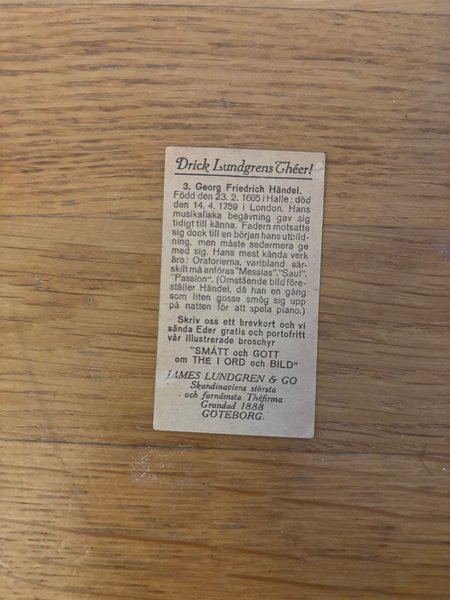 Drick Lundgrens Théer!
3. Georg Friedrich Händel.
Född den 23. 2. 1685 i Halle; död
den 14. 4. 1759 i London. Hans
musikaliska begåvning gav sig
tidigt till känna. Fadern motsatte
sig dock till en början hans utbild-
ning, men måste sedermera ge
med sig. Hans mest kända verk
äro: Oratorierna, varibland sär-
skilt må anföras "Messias". "Saul".
"Passion". (Omstående bild före-
ställer Händel, då han en gång
som liten gosse smög sig upp
på natten för att spela piano.)
Skriv oss ett brevkort och vi
sända Eder gratis och portofritt
vår illustrerade broschyr
"SMÅTT och GOTT
om THE I ORD och BILD"
JAMES LUNDGREN & CO
Skandinaviens största
och förnämsta Théfirma
Grundad 1888
GÖTEBORG.